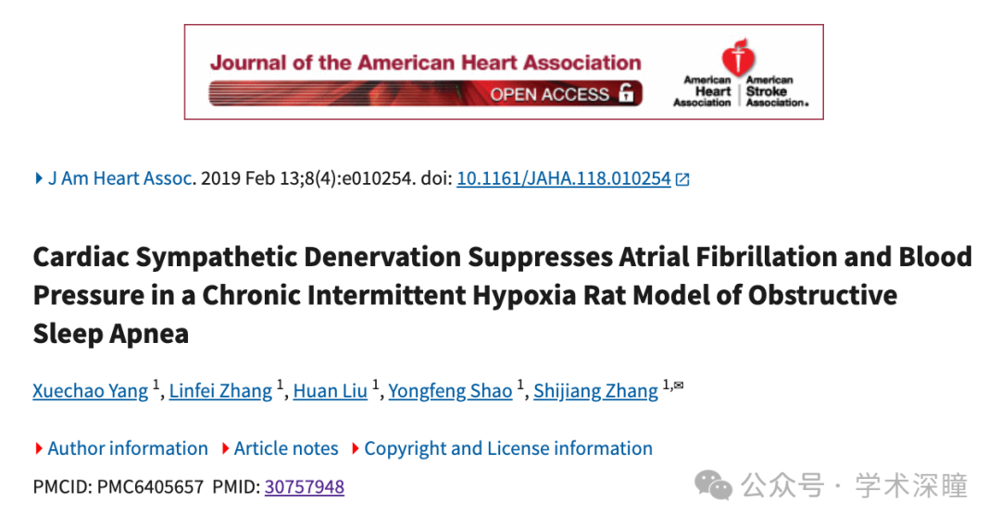 Journal of the American Heart Association
OPEN ACCESS
American Heart Association
American Stroke Association®
J Am Heart Assoc. 2019 Feb 13;8(4):e010254. doi: 10.1161/JAHA.118.010254
Cardiac Sympathetic Denervation Suppresses Atrial Fibrillation and Blood
Pressure in a Chronic Intermittent Hypoxia Rat Model of Obstructive
Sleep Apnea
Xuechao Yang 1, Linfei Zhang 1, Huan Liu 1, Yongfeng Shao 1, Shijiang Zhang 1,✉
Author information Article notes Copyright and License information
PMCID: PMC6405657 PMID: 30757948
公众号 · 学术深瞳